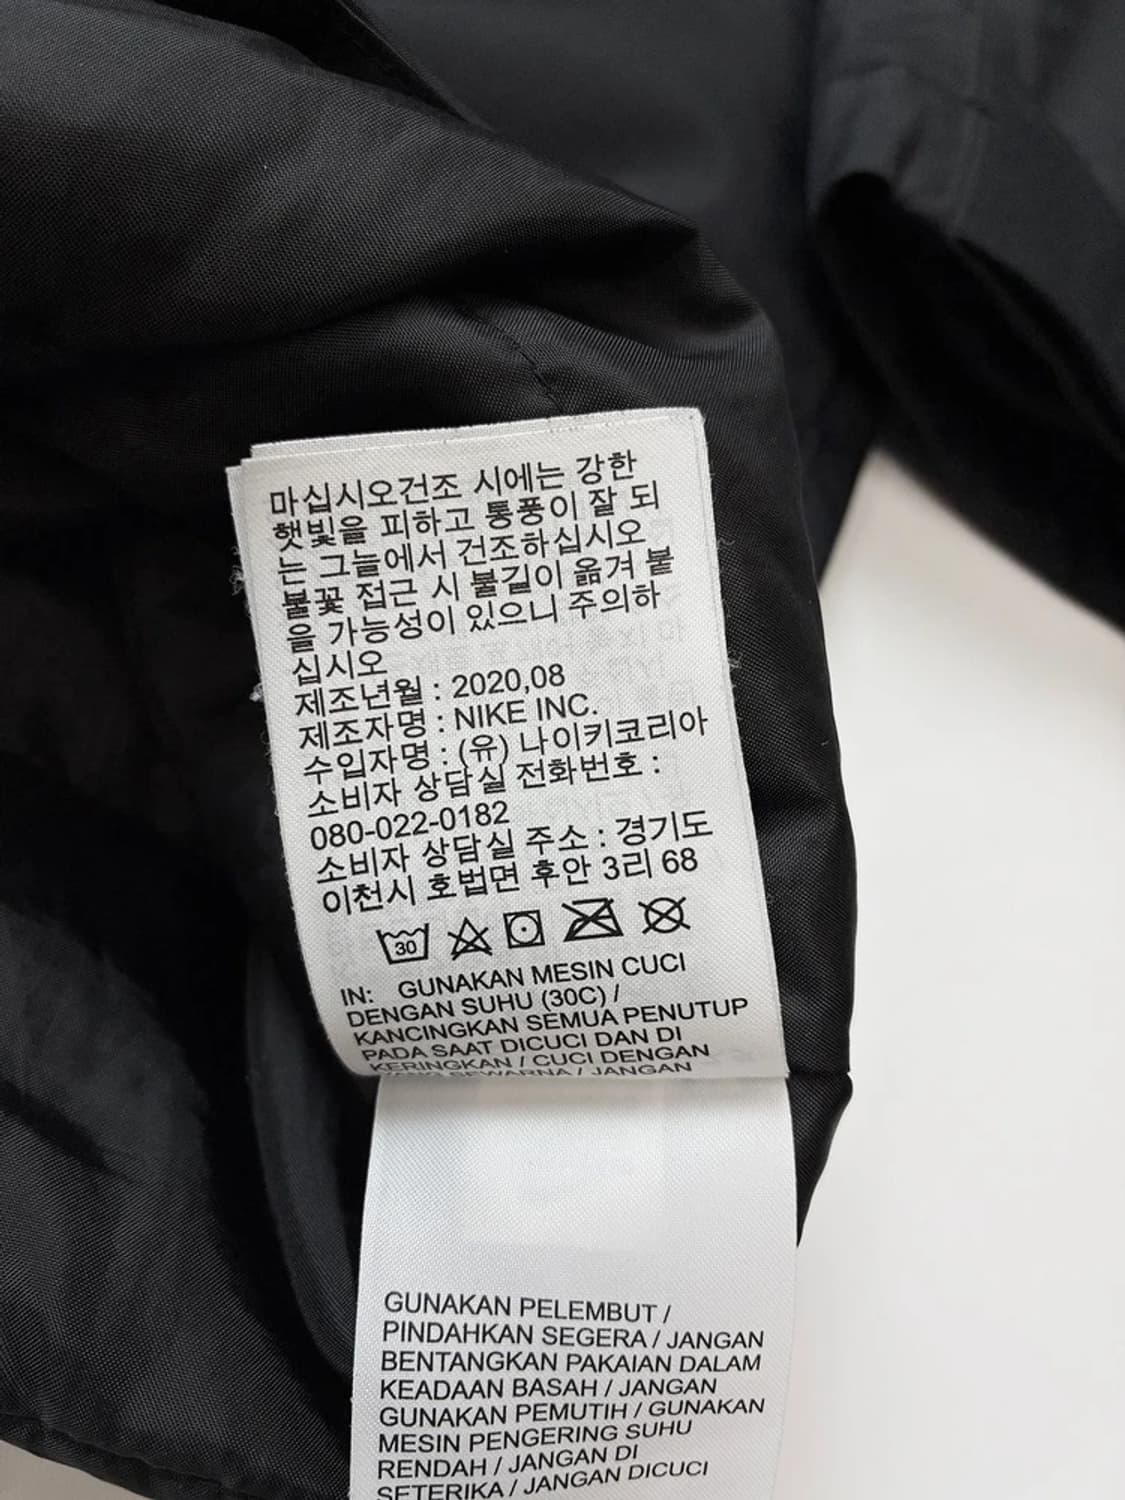 마십시오건조 시에는 강한
햇빛을 피하고 통풍이 잘 되
는 그늘에서 건조하십시오
불꽃 접근 시 불길이 옮겨 붙
을 가능성이 있으니 주의하
십시오
제조년월 : 2020,08
제조자명 : NIKE INC.
수입자명 : (유) 나이키코리아
소비자 상담실 전화번호 :
080-022-0182
소비자 상담실 주소 : 경기도
이천시 호법면 후안 3리 68
30
IN: GUNAKAN MESIN CUCI
DENGAN SUHU (30C) /
KANCINGKAN SEMUA PENUTUP
PADA SAAT DICUCI DAN DI
KERINGKAN / CUCI DENGAN
YANG SEWARNA / JANGAN
GUNAKAN PELEMBUT /
PINDAHKAN SEGERA / JANGAN
BENTANGKAN PAKAIAN DALAM
KEADAAN BASAH / JANGAN
GUNAKAN PEMUTIH / GUNAKAN
MESIN PENGERING SUHU
RENDAH / JANGAN DI
SETERIKA / JANGAN DICUCI